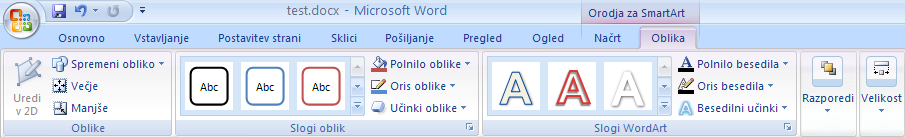 test.docx - Microsoft Word
Orodja za SmartArt
Osnovno Vstavljanje Postavitev strani Sklici Pošiljanje Pregled Ogled Načrt Oblika
Uredi v 2D
Spremeni obliko
Večje
Manjše
Oblike
Abc Abc Abc
Polnilo oblike
Oris oblike
Učinki oblike
Slogi oblik
A A A
A Polnilo besedila
Oris besedila
A Besedilni učinki
Slogi WordArt
Razporedi
Velikost